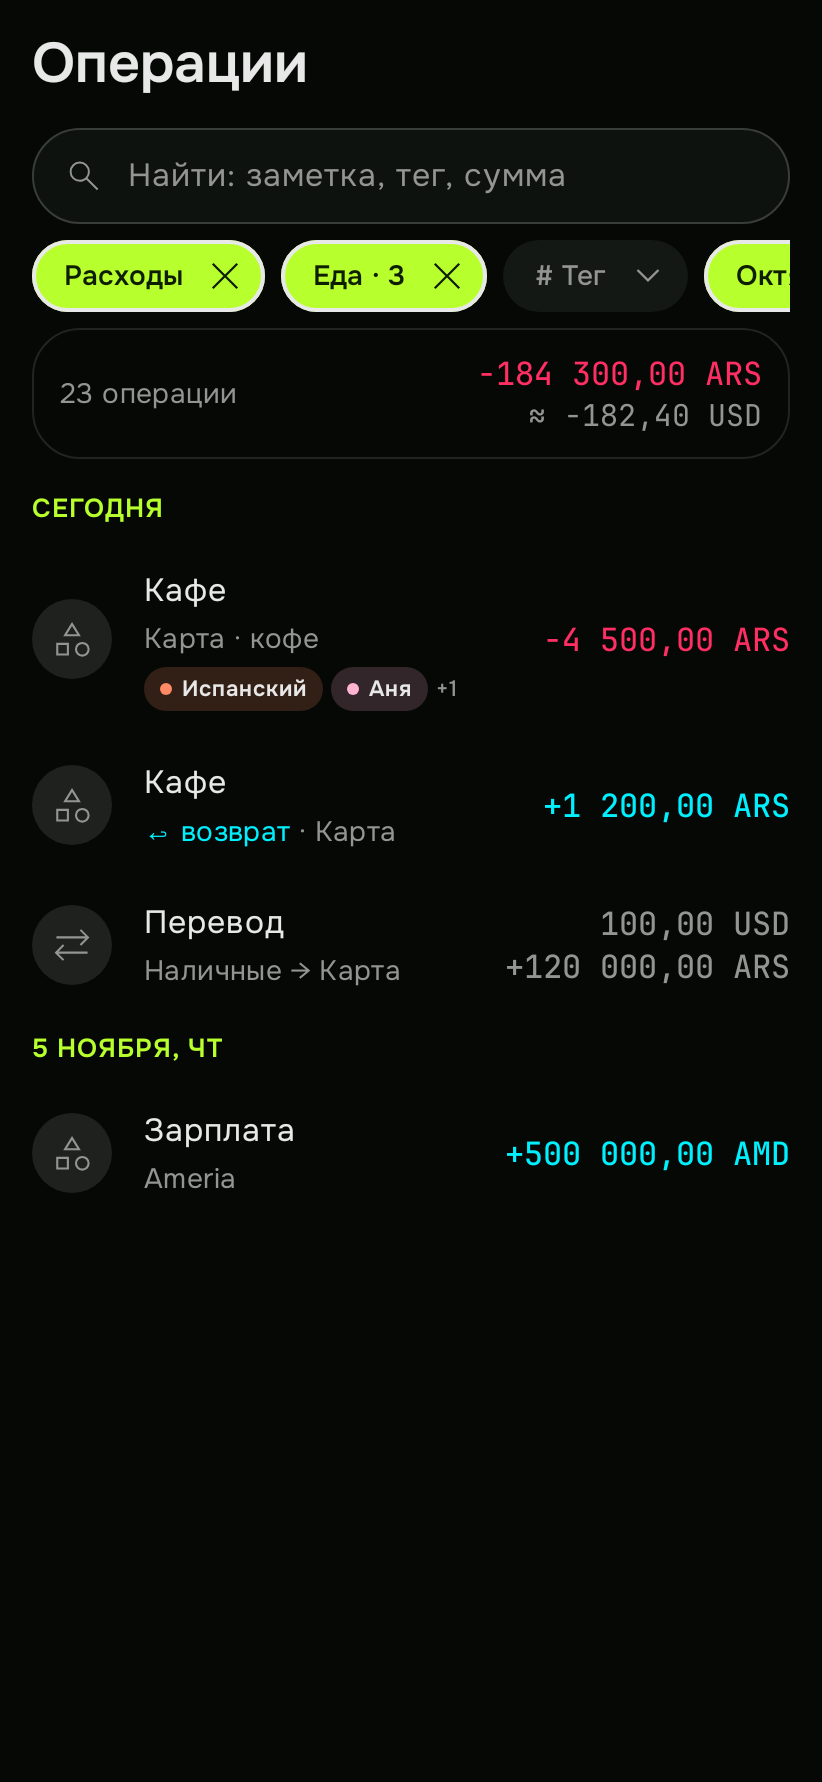 Операции
Найти: заметка, тег, сумма
Расходы
Еда · 3
# Тег
23 операции
-184 300,00 ARS
≈ -182,40 USD
СЕГОДНЯ
Кафе
Карта · кофе
-4 500,00 ARS
Испанский Аня +1
Кафе
↩ возврат · Карта
+1 200,00 ARS
Перевод
Наличные → Карта
100,00 USD
+120 000,00 ARS
5 НОЯБРЯ, ЧТ
Зарплата
Ameria
+500 000,00 AMD